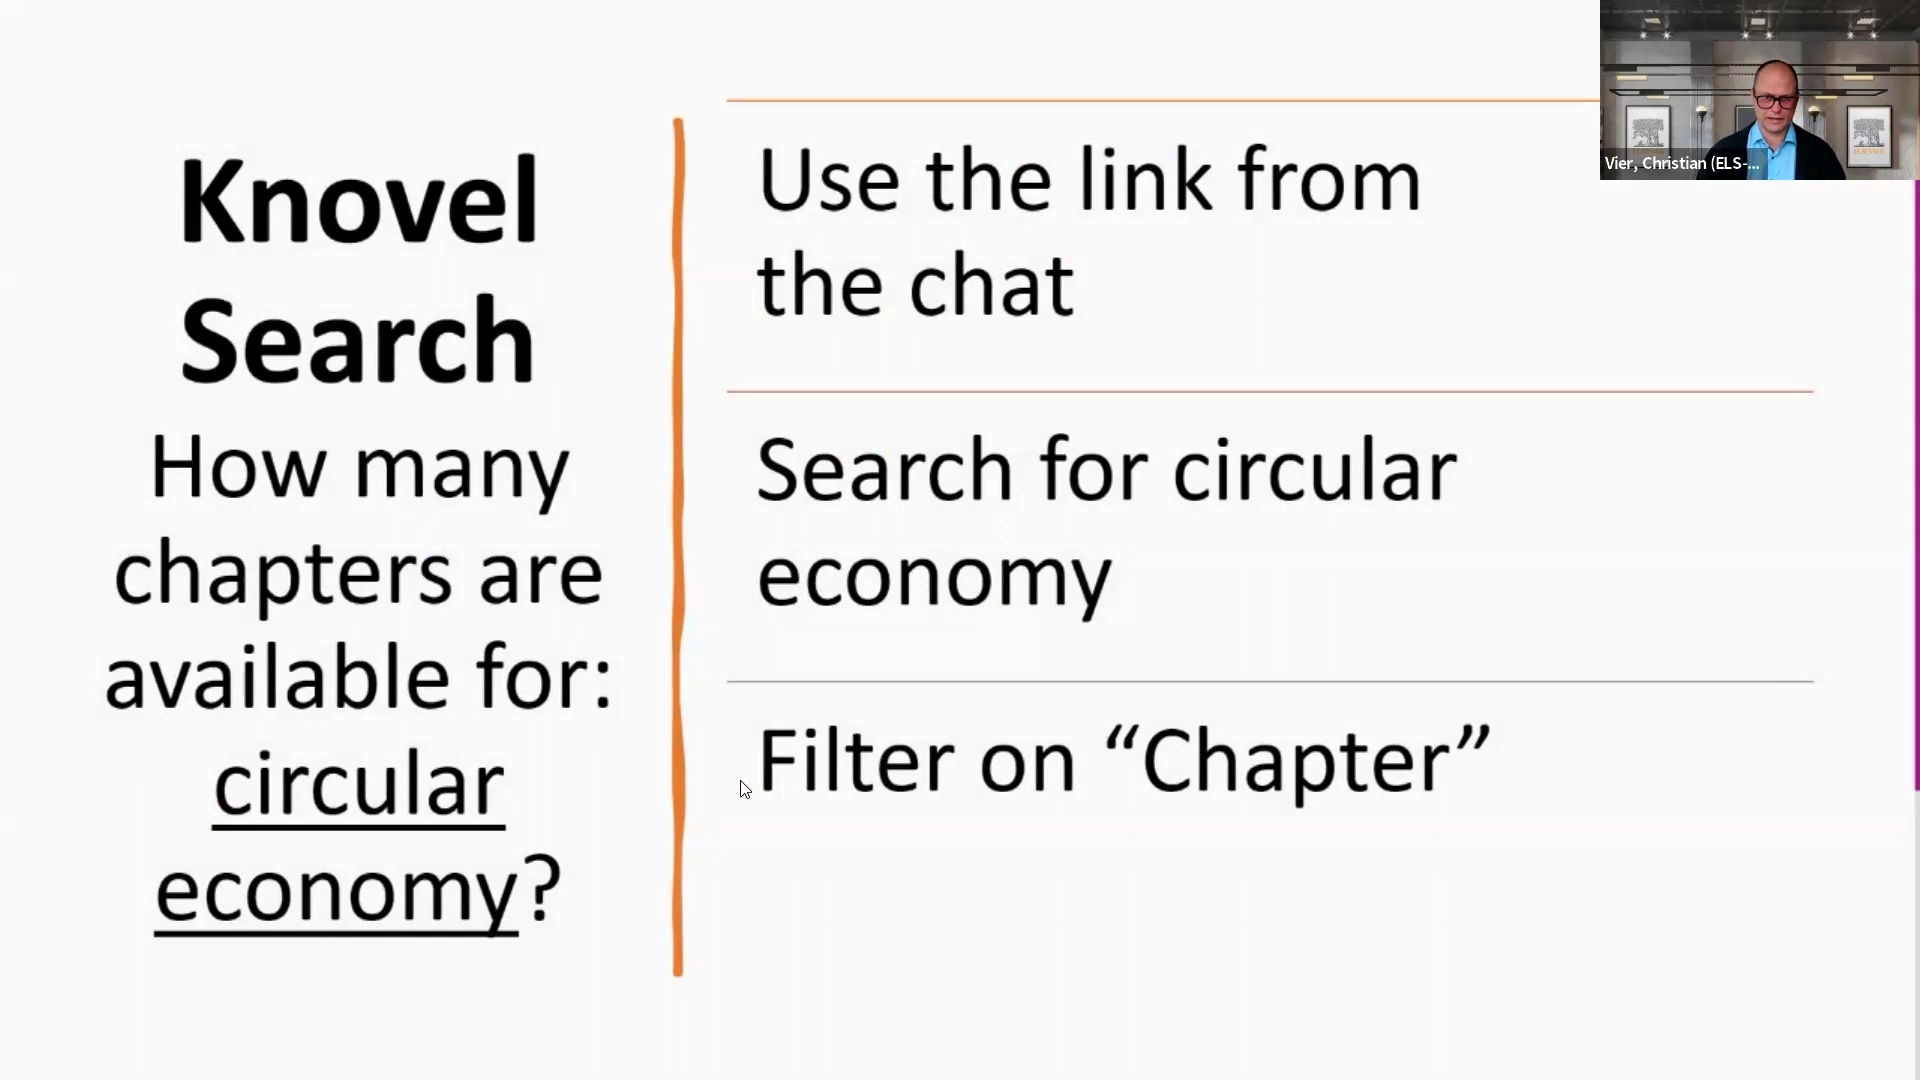 Knovel
Search
How many
chapters are
available for:
circular
economy?
Use the link from
the chat
Search for circular
economy
Filter on “Chapter”
Vier, Christian (ELS-...